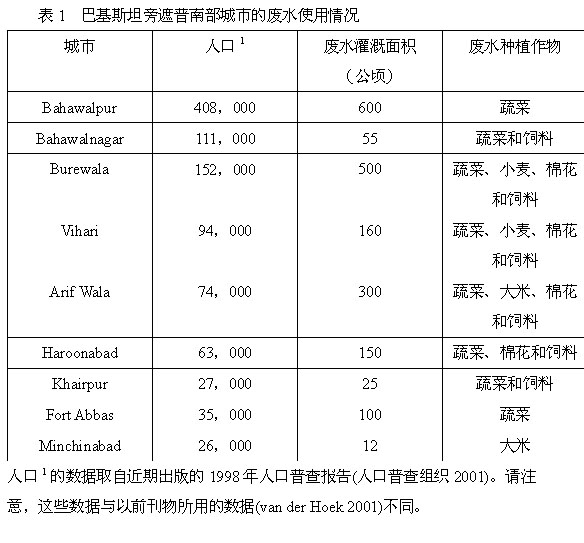 表 1 巴基斯坦旁遮普南部城市的废水使用情况
城市 人口 1 废水灌溉面积（公顷） 废水种植作物
Bahawalpur 408，000 600 蔬菜
Bahawalnagar 111，000 55 蔬菜和饲料
Burewala 152，000 500 蔬菜、小麦、棉花和饲料
Vihari 94，000 160 蔬菜、小麦、棉花和饲料
Arif Wala 74，000 300 蔬菜、大米、棉花和饲料
Haroonabad 63，000 150 蔬菜、棉花和饲料
Khairpur 27，000 25 蔬菜和饲料
Fort Abbas 35，000 100 蔬菜
Minchinabad 26，000 12 大米
人口 1 的数据取自近期出版的 1998 年人口普查报告(人口普查组织 2001)。请注
意，这些数据与以前刊物所用的数据(van der Hoek 2001)不同。